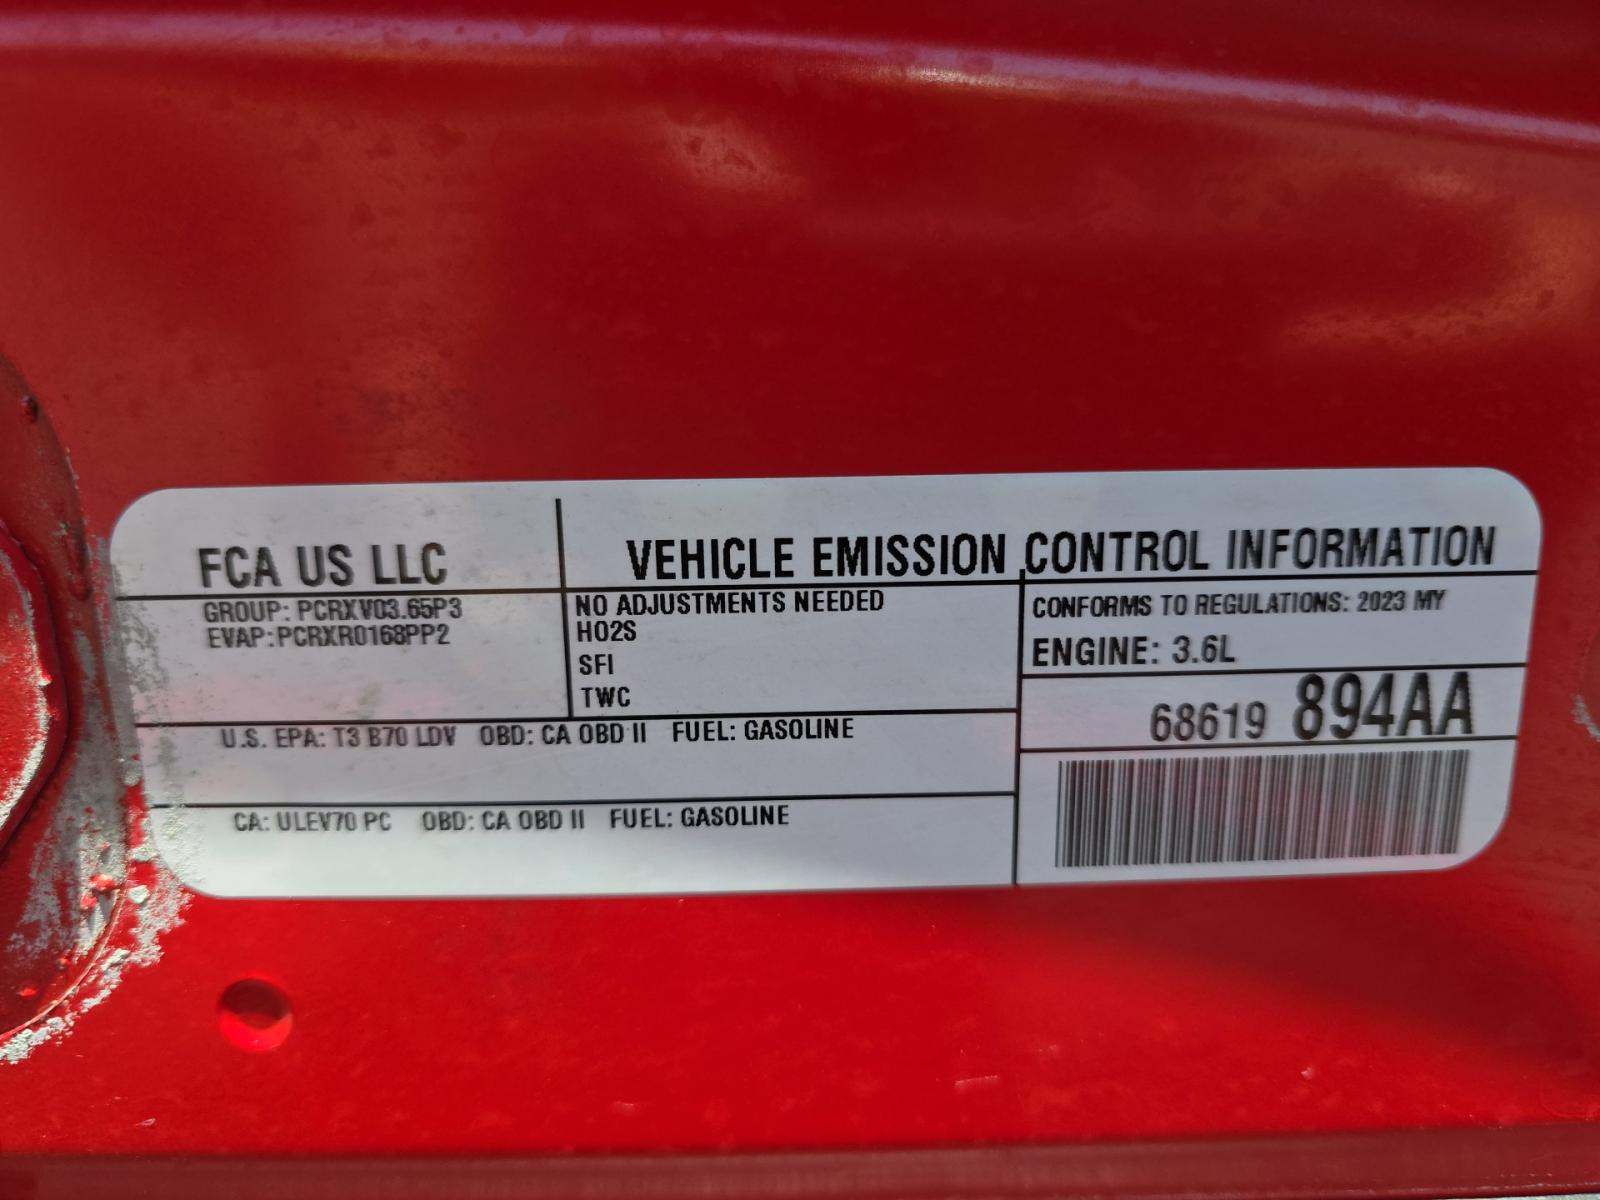 FCA US LLC
VEHICLE EMISSION CONTROL INFORMATION
GROUP: PCRXV03.65P3
EVAP:PCRXR0168PP2
NO ADJUSTMENTS NEEDED
HO2S
SFI
TWC
CONFORMS TO REGULATIONS: 2023 MY
ENGINE: 3.6L
68619 894AA
U.S. EPA: T3 B70 LDV OBD: CA OBD II FUEL: GASOLINE
CA: ULEV70 PC OBD: CA OBD II FUEL: GASOLINE